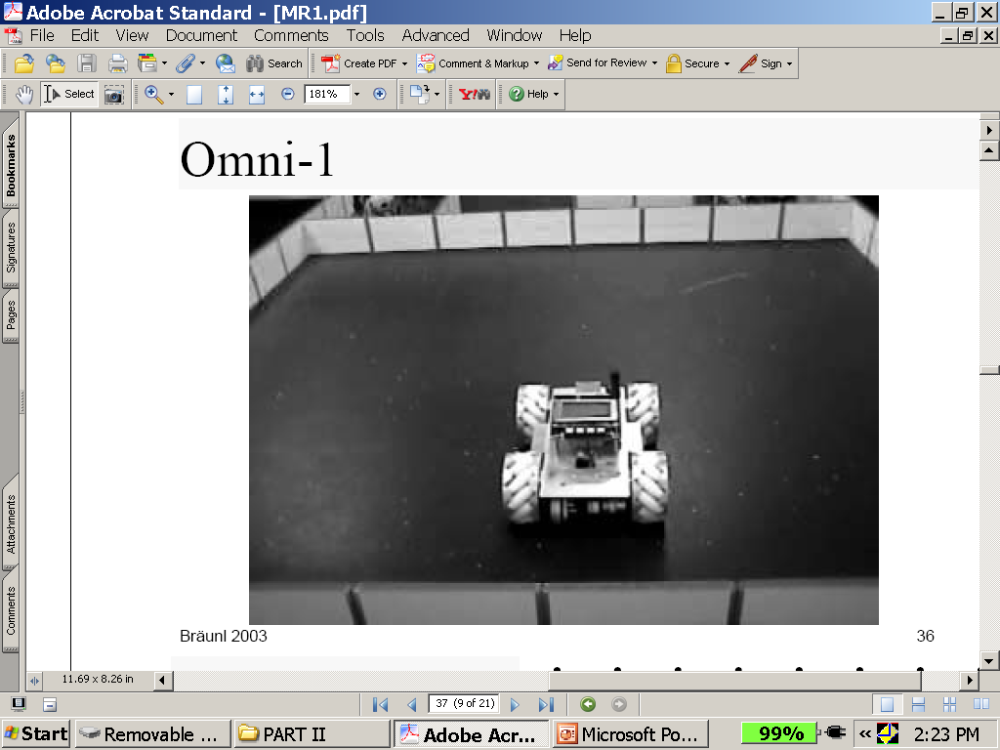 Adobe Acrobat Standard - [MR1.pdf]
File Edit View Document Comments Tools Advanced Window Help
Search Create PDF Comment & Markup Send for Review Secure Sign
Select 181% Y! Help
Bookmarks
Signatures
Pages
Attachments
Comments
Omni-1
Bräunl 2003 36
11.69 x 8.26 in
37 (9 of 21)
Start Removable ... PART II Adobe Acr... Microsoft Po... 99% « 2:23 PM